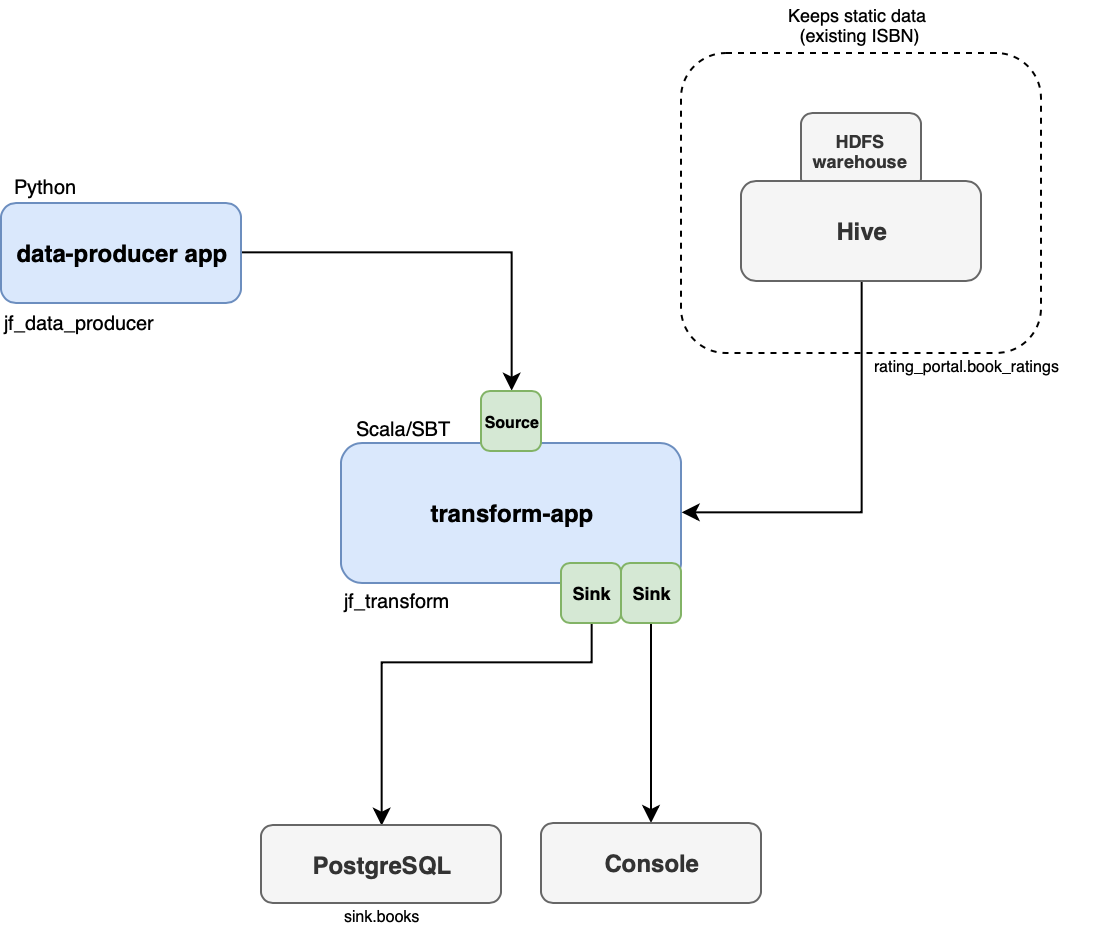 Keeps static data
(existing ISBN)
HDFS
warehouse
Hive
rating_portal.book_ratings
Python
data-producer app
jf_data_producer
Source
Scala/SBT
transform-app
jf_transform
Sink
Sink
PostgreSQL
sink.books
Console